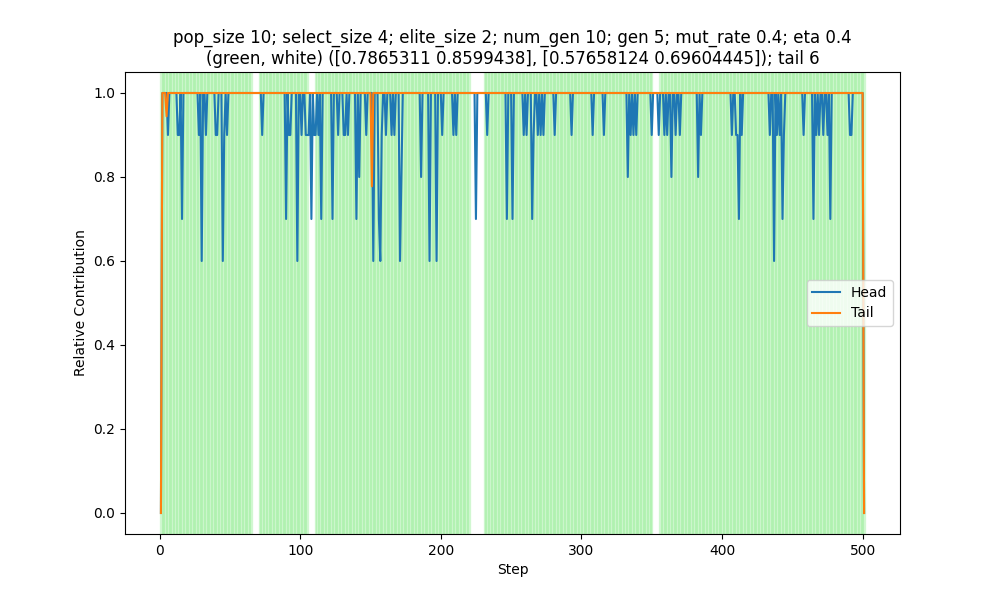 pop_size 10; select_size 4; elite_size 2; num_gen 10; gen 5; mut_rate 0.4; eta 0.4
(green, white) ([0.7865311 0.8599438], [0.57658124 0.69604445]); tail 6
1.0
0.8
0.6
0.4
0.2
0.0
Relative Contribution
Head
Tail
0
100
200
300
400
500
Step